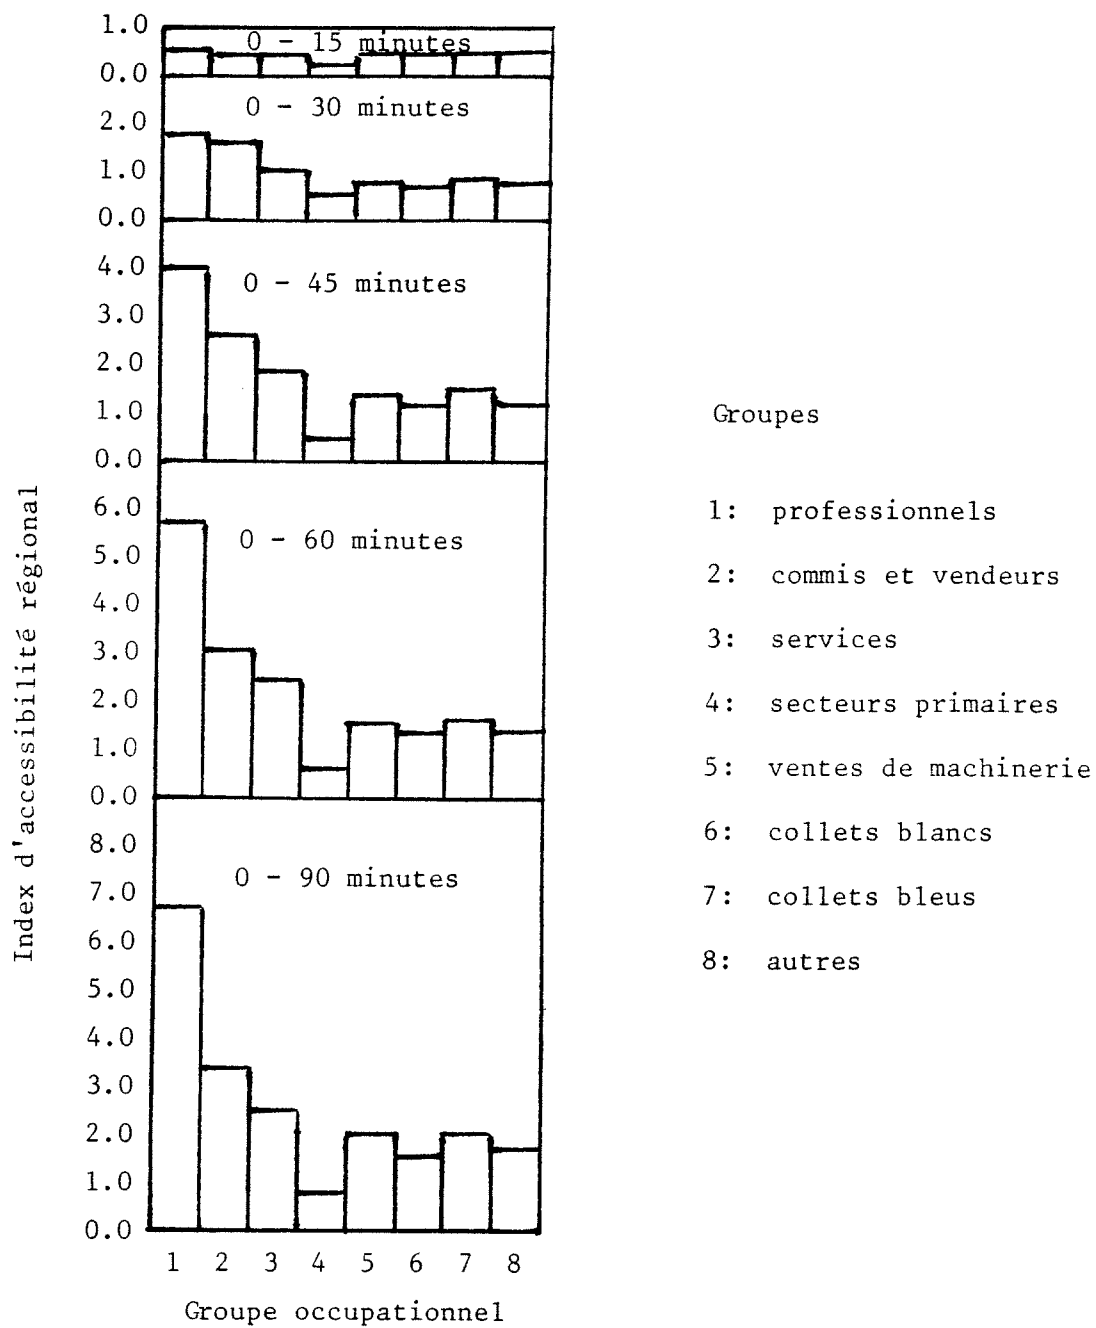 1.0
0 - 15 minutes
0.0
0 - 30 minutes
2.0
1.0
0.0
4.0
0 - 45 minutes
3.0
2.0
1.0
0.0
6.0
0 - 60 minutes
5.0
4.0
3.0
2.0
1.0
0.0
8.0
0 - 90 minutes
7.0
6.0
5.0
4.0
3.0
2.0
1.0
0.0
1 2 3 4 5 6 7 8
Groupe occupationnel
Index d'accessibilité régional
Groupes
1: professionnels
2: commis et vendeurs
3: services
4: secteurs primaires
5: ventes de machinerie
6: collets blancs
7: collets bleus
8: autres